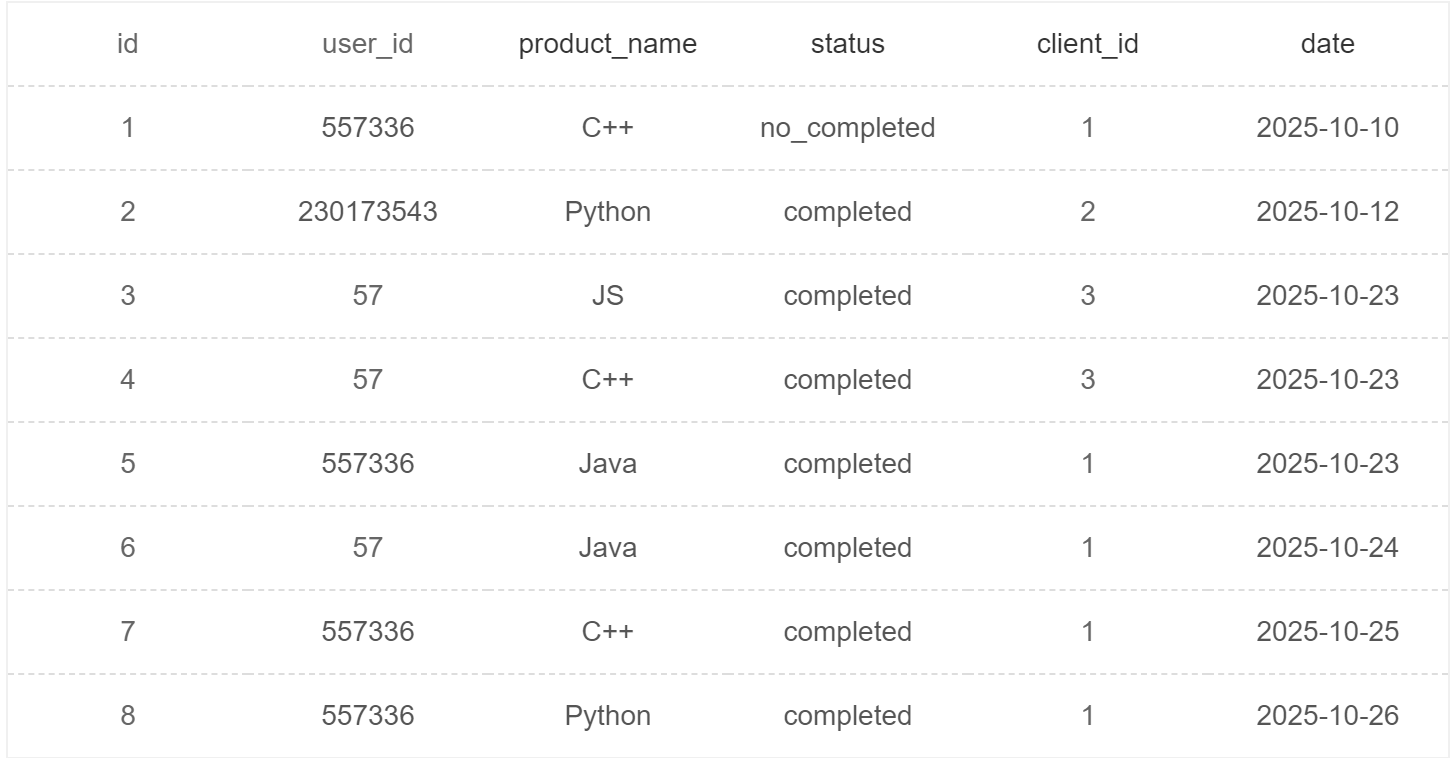 id user_id product_name status client_id date
1 557336 C++ no_completed 1 2025-10-10
2 230173543 Python completed 2 2025-10-12
3 57 JS completed 3 2025-10-23
4 57 C++ completed 3 2025-10-23
5 557336 Java completed 1 2025-10-23
6 57 Java completed 1 2025-10-24
7 557336 C++ completed 1 2025-10-25
8 557336 Python completed 1 2025-10-26